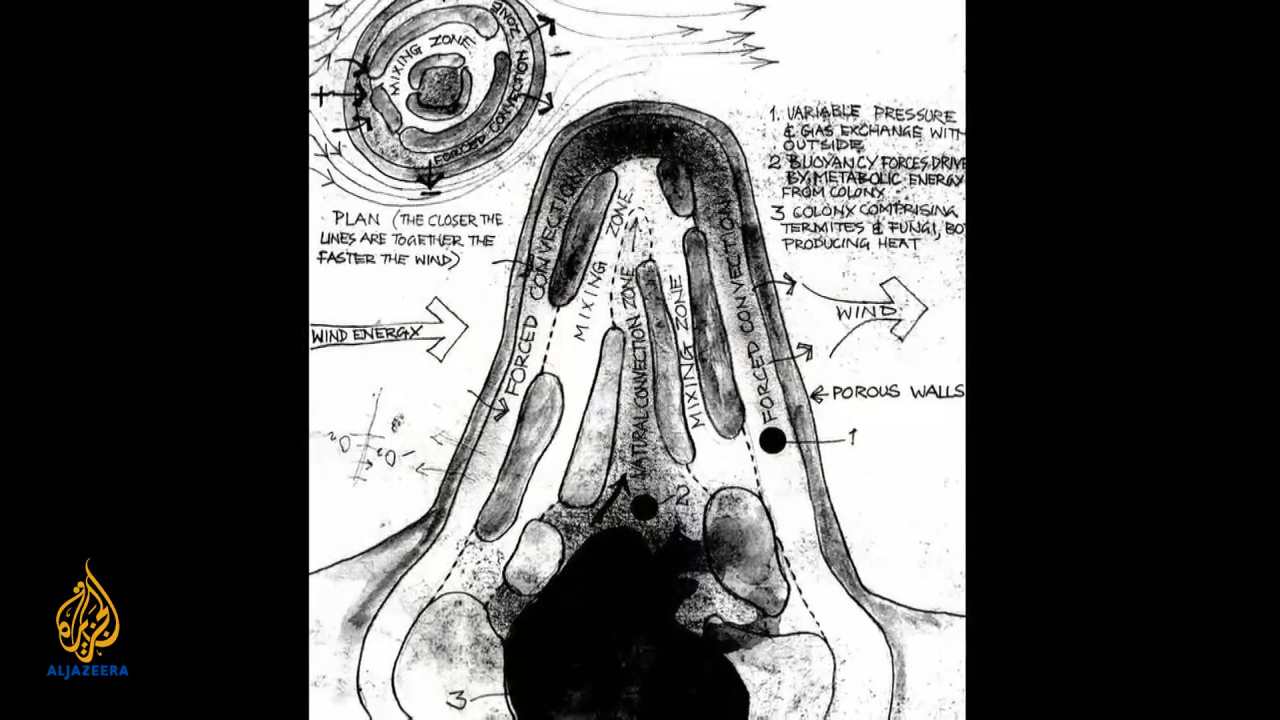 MIXING ZONE
ZONE
FORCED CONVECTION
PLAN (THE CLOSER THE
LINES ARE TOGETHER THE
FASTER THE WIND)
WIND ENERGY
1. VARIABLE PRESSURE
& GAS EXCHANGE WITH
OUTSIDE
2 BUOYANCY FORCES DRIVE
BY METABOLIC ENERGY
FROM COLONY
3 COLONY COMPRISING
TERMITES & FUNGI, BO
PRODUCING HEAT
FORCED CONVECTION
MIXING ZONE
NATURAL CONVECTION ZONE
MIXING ZONE
FORCED CONVECTION
WIND
POROUS WALLS
1
2
3
O₂
O₂
الجزيرة
ALJAZEERA